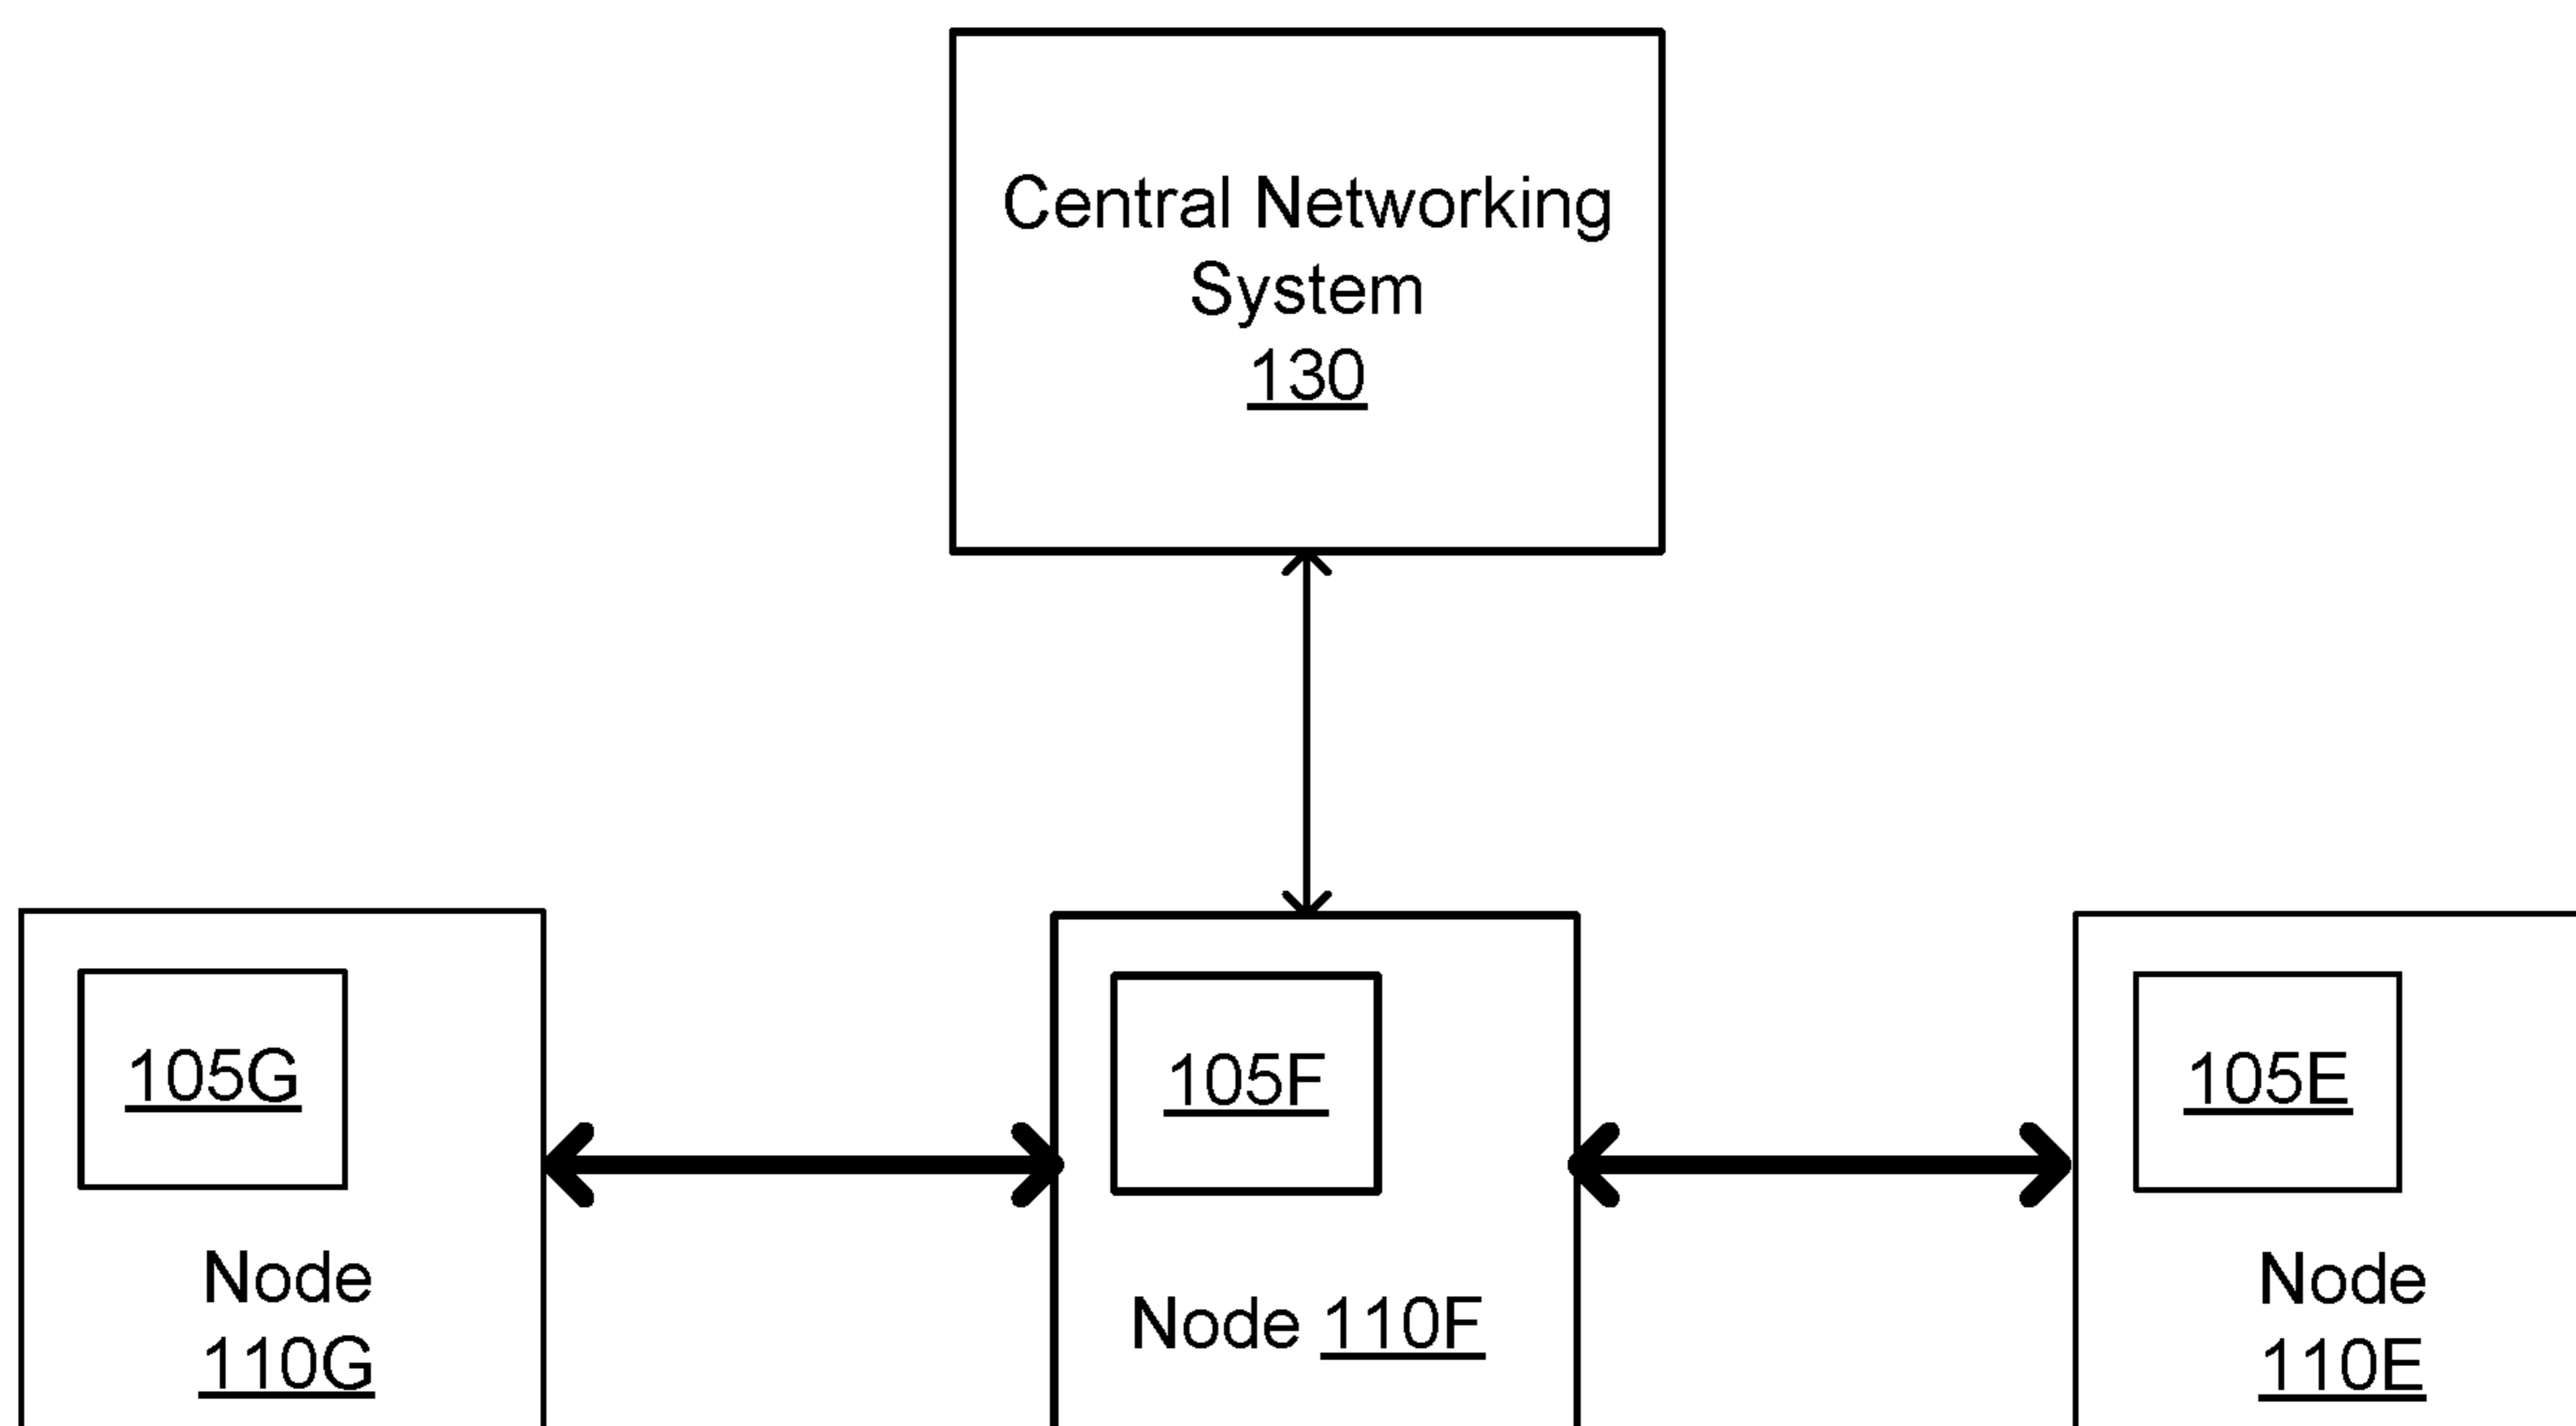 Central Networking
System
130
105G
Node
110G
105F
Node 110F
105E
Node
110E